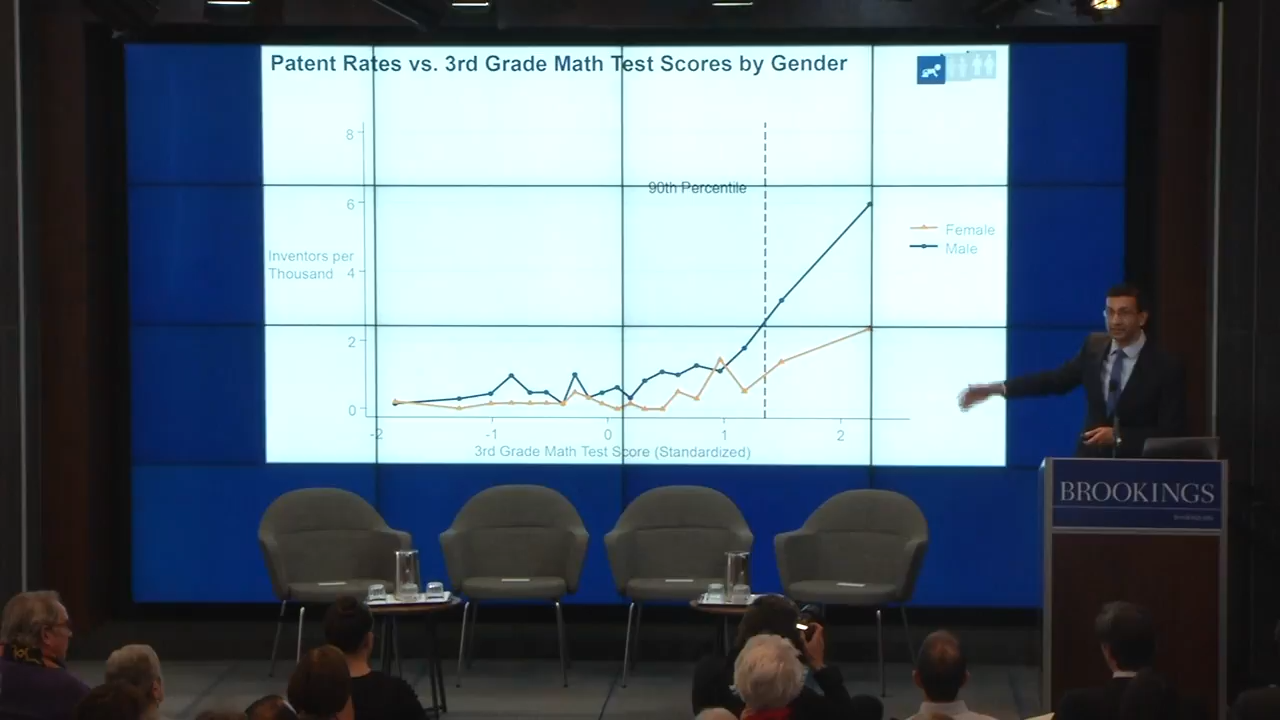 Patent Rates vs. 3rd Grade Math Test Scores by Gender
8
90th Percentile
6
Female
Male
Inventors per
Thousand
4
2
0
-2
-1
0
1
2
3rd Grade Math Test Score (Standardized)
BROOKINGS